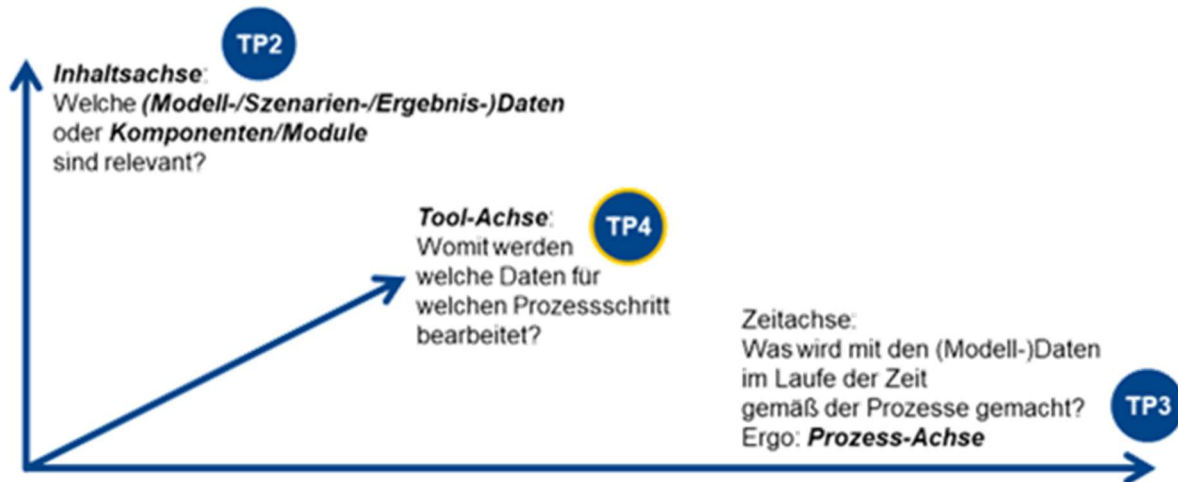 TP2
Inhaltsachse:
Welche (Modell-/Szenarien-/Ergebnis-)Daten
oder Komponenten/Module
sind relevant?
Tool-Achse:
TP4
Womit werden
welche Daten für
welchen Prozessschritt
bearbeitet?
Zeitachse:
Was wird mit den (Modell-)Daten
im Laufe der Zeit
gemäß der Prozesse gemacht?
TP3
Ergo: Prozess-Achse